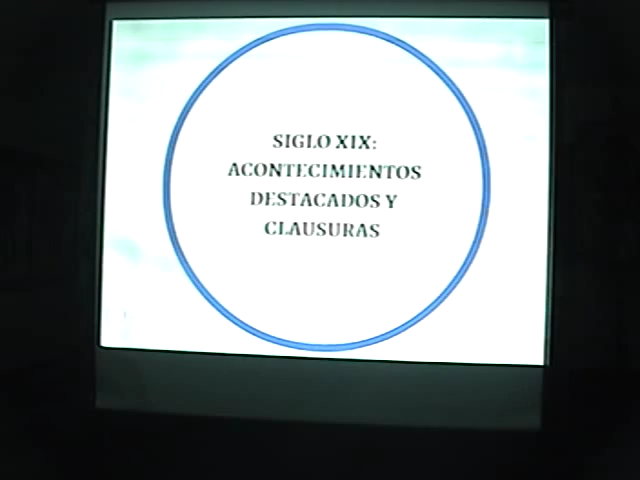 SIGLO XIX:
ACONTECIMIENTOS
DESTACADOS Y
CLAUSURAS